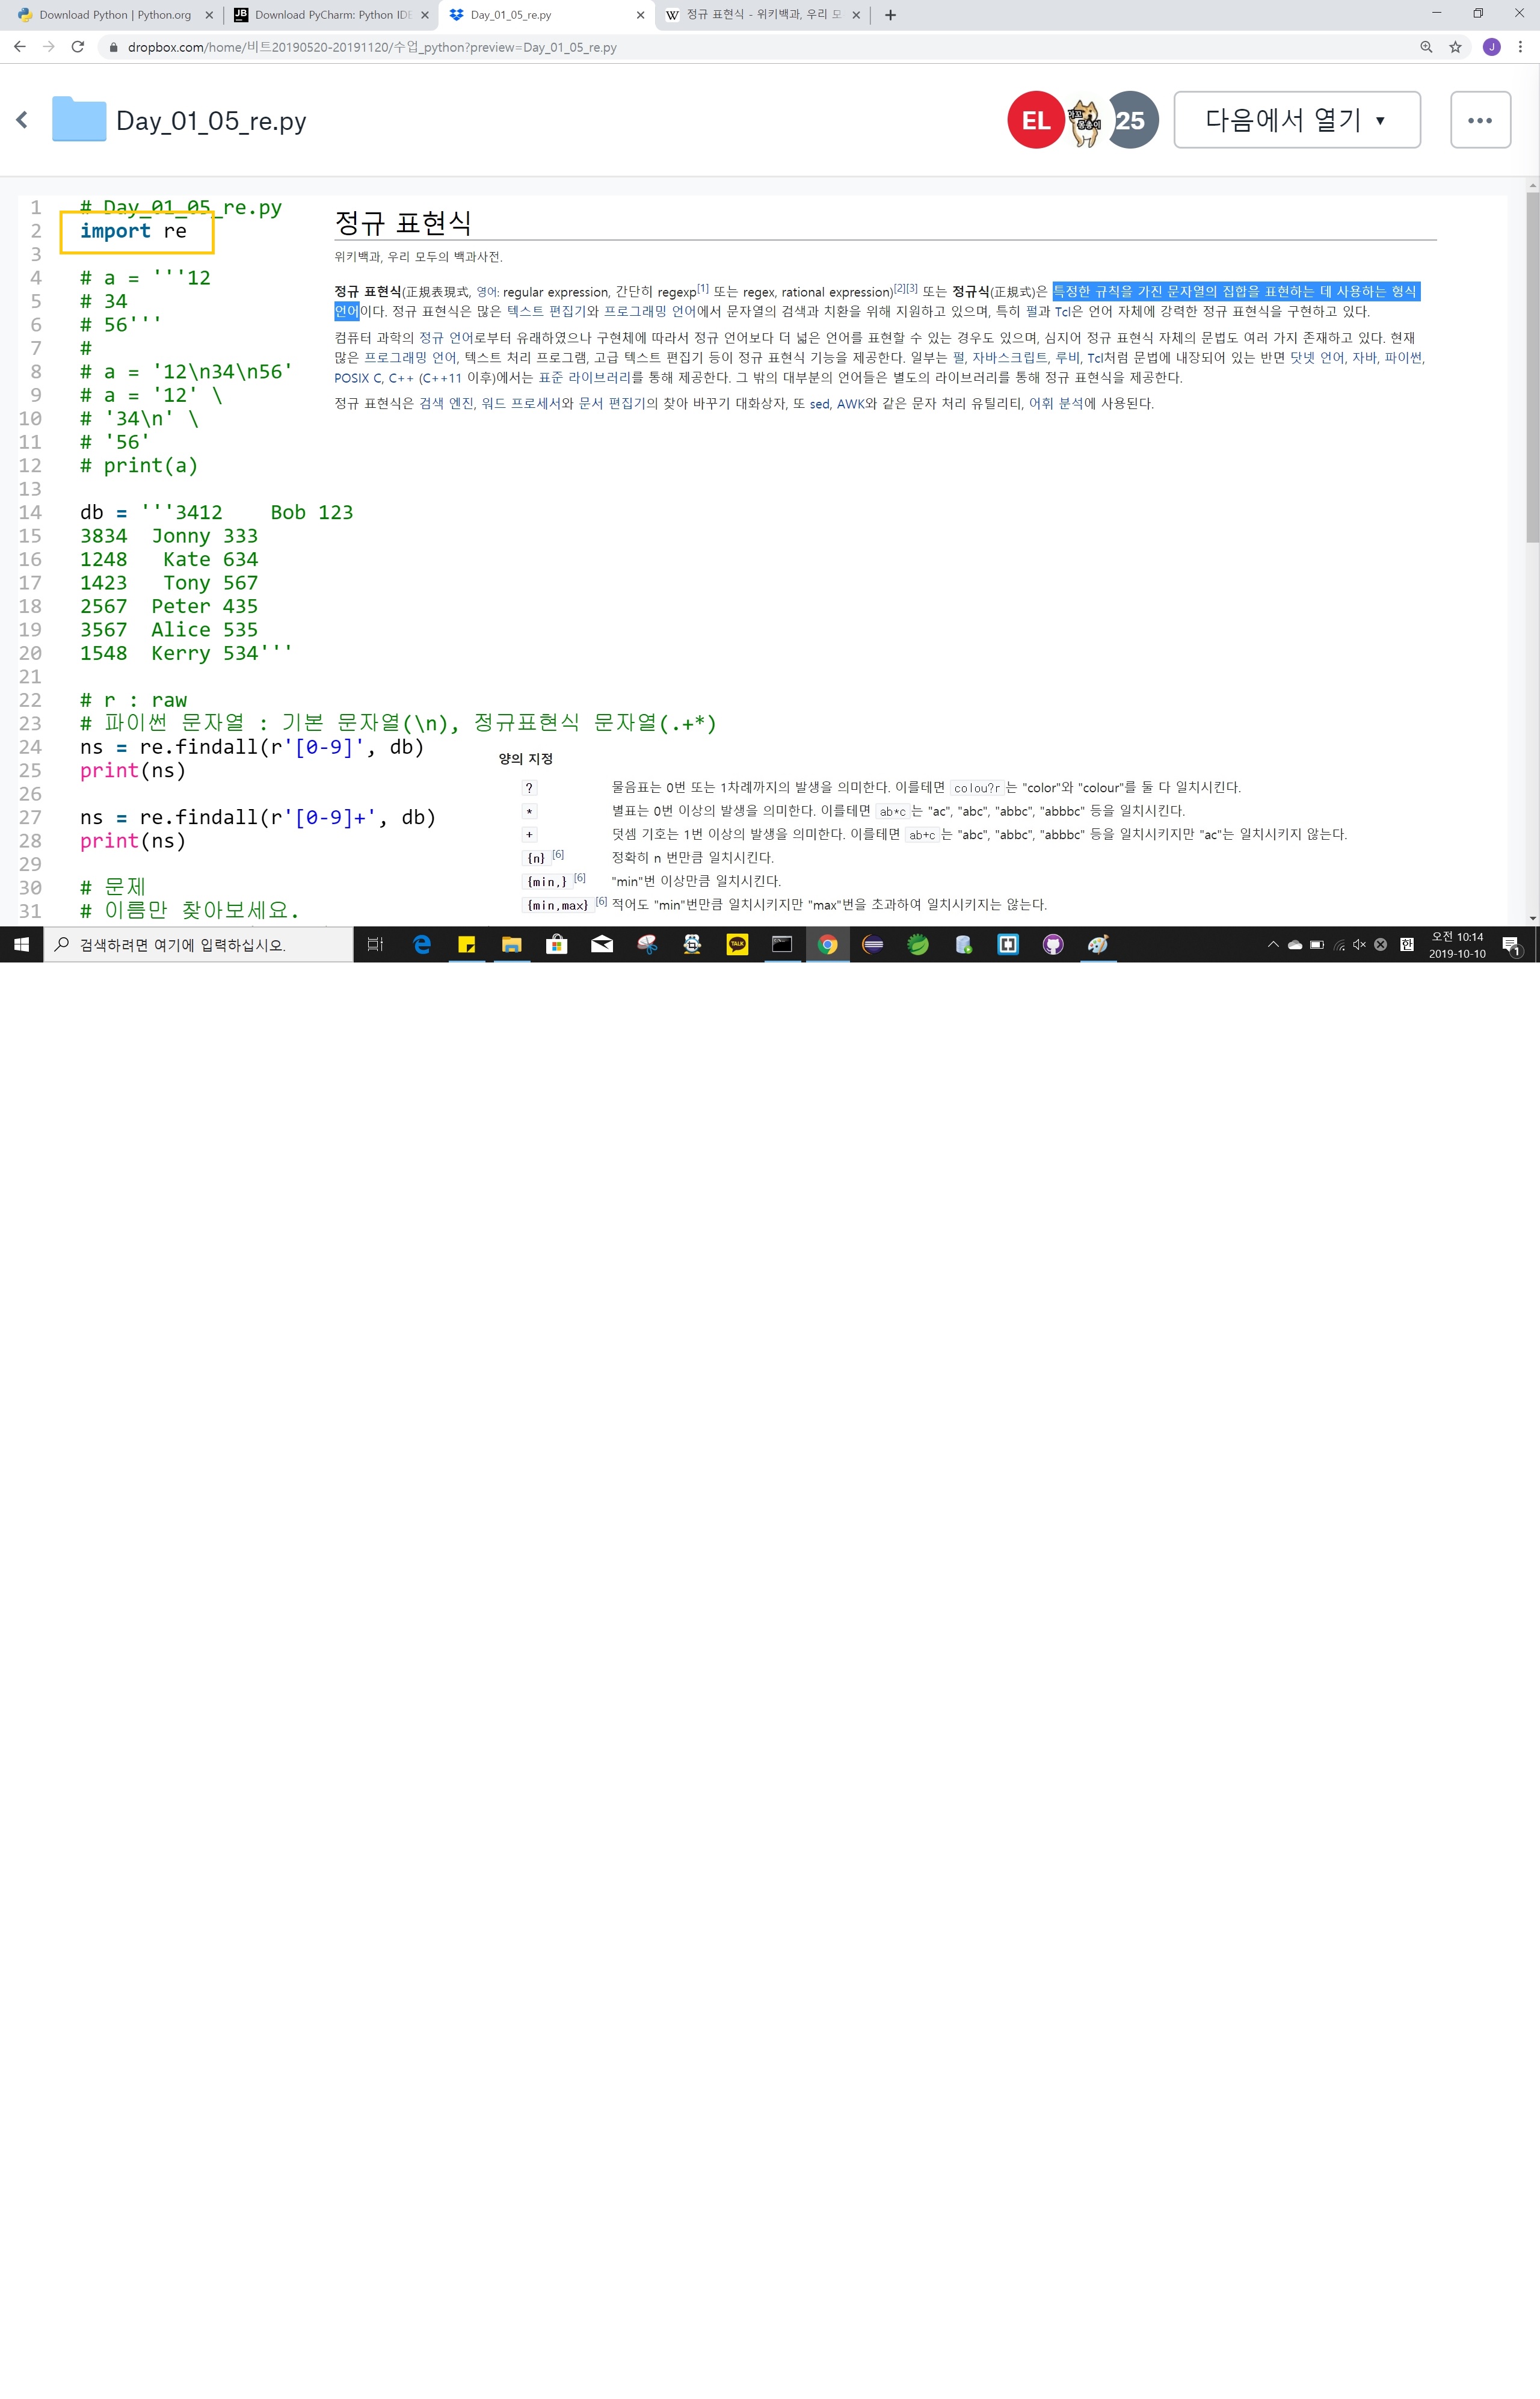 Download Python | Python.org
Download PyCharm: Python IDE
Day_01_05_re.py
정규 표현식 - 위키백과, 우리 모
dropbox.com/home/비트20190520-20191120/수업_python?preview=Day_01_05_re.py
J
Day_01_05_re.py
EL
25
다음에서 열기
1 # Day_01_05_re.py
2 import re
3
4 # a = '''12
5 # 34
6 # 56'''
7 #
8 # a = '12\n34\n56'
9 # a = '12' \
10 # '34\n' \
11 # '56'
12 # print(a)
13
14 db = '''3412    Bob 123
15 3834  Jonny 333
16 1248   Kate 634
17 1423   Tony 567
18 2567  Peter 435
19 3567  Alice 535
20 1548  Kerry 534'''
21
22 # r : raw
23 # 파이썬 문자열 : 기본 문자열(\n), 정규표현식 문자열(.+*)
24 ns = re.findall(r'[0-9]', db)
25 print(ns)
26
27 ns = re.findall(r'[0-9]+', db)
28 print(ns)
29
30 # 문제
31 # 이름만 찾아보세요.
정규 표현식
위키백과, 우리 모두의 백과사전.
정규 표현식(正規表現式, 영어: regular expression, 간단히 regexp[1] 또는 regex, rational expression)[2][3] 또는 정규식(正規式)은 특정한 규칙을 가진 문자열의 집합을 표현하는 데 사용하는 형식
언어이다. 정규 표현식은 많은 텍스트 편집기와 프로그래밍 언어에서 문자열의 검색과 치환을 위해 지원하고 있으며, 특히 펄과 Tcl은 언어 자체에 강력한 정규 표현식을 구현하고 있다.
컴퓨터 과학의 정규 언어로부터 유래하였으나 구현체에 따라서 정규 언어보다 더 넓은 언어를 표현할 수 있는 경우도 있으며, 심지어 정규 표현식 자체의 문법도 여러 가지 존재하고 있다. 현재
많은 프로그래밍 언어, 텍스트 처리 프로그램, 고급 텍스트 편집기 등이 정규 표현식 기능을 제공한다. 일부는 펄, 자바스크립트, 루비, Tcl처럼 문법에 내장되어 있는 반면 닷넷 언어, 자바, 파이썬,
POSIX C, C++ (C++11 이후)에서는 표준 라이브러리를 통해 제공한다. 그 밖의 대부분의 언어들은 별도의 라이브러리를 통해 정규 표현식을 제공한다.
정규 표현식은 검색 엔진, 워드 프로세서와 문서 편집기의 찾아 바꾸기 대화상자, 또 sed, AWK와 같은 문자 처리 유틸리티, 어휘 분석에 사용된다.
양의 지정
? 물음표는 0번 또는 1차례까지의 발생을 의미한다. 이를테면 colou?r 는 "color"와 "colour"를 둘 다 일치시킨다.
* 별표는 0번 이상의 발생을 의미한다. 이를테면 ab*c 는 "ac", "abc", "abbc", "abbbc" 등을 일치시킨다.
+ 덧셈 기호는 1번 이상의 발생을 의미한다. 이를테면 ab+c 는 "abc", "abbc", "abbbc" 등을 일치시키지만 "ac"는 일치시키지 않는다.
{n} [6] 정확히 n 번만큼 일치시킨다.
{min,} [6] "min"번 이상만큼 일치시킨다.
{min,max} [6] 적어도 "min"번만큼 일치시키지만 "max"번을 초과하여 일치시키지는 않는다.
검색하려면 여기에 입력하십시오.
TALK
한
오전 10:14
2019-10-10
1